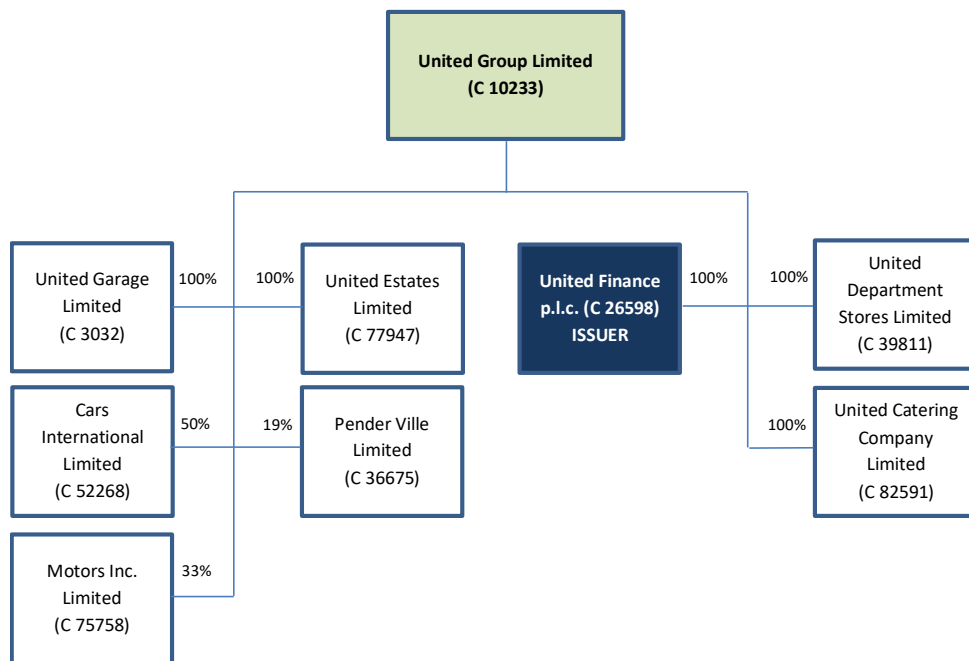 United Group Limited
(C 10233)
United Garage
Limited
(C 3032)
100%
100%
United Estates
Limited
(C 77947)
United Finance
p.l.c. (C 26598)
ISSUER
100%
100%
United
Department
Stores Limited
(C 39811)
Cars
International
Limited
(C 52268)
50%
19%
Pender Ville
Limited
(C 36675)
100%
United Catering
Company
Limited
(C 82591)
Motors Inc.
Limited
(C 75758)
33%